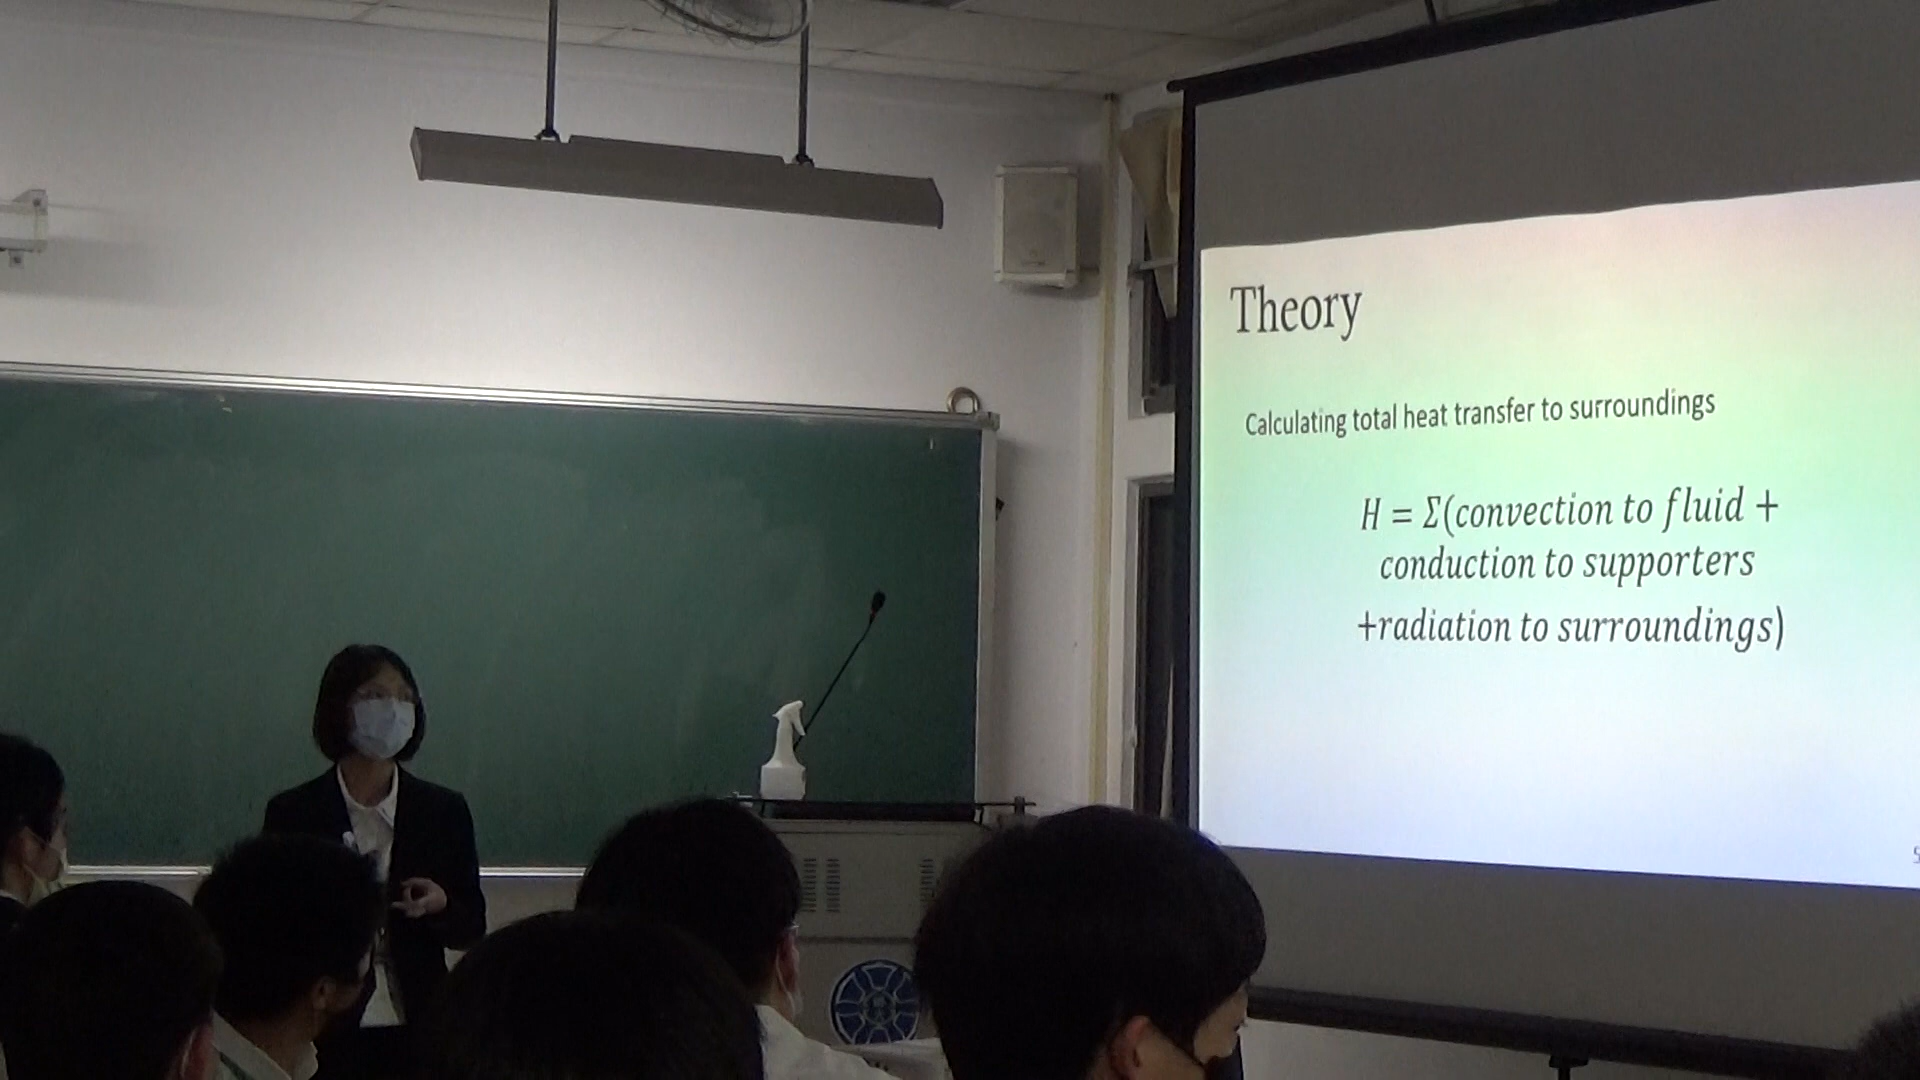 Theory
Calculating total heat transfer to surroundings
H = Σ(convection to fluid +
conduction to supporters
+radiation to surroundings)